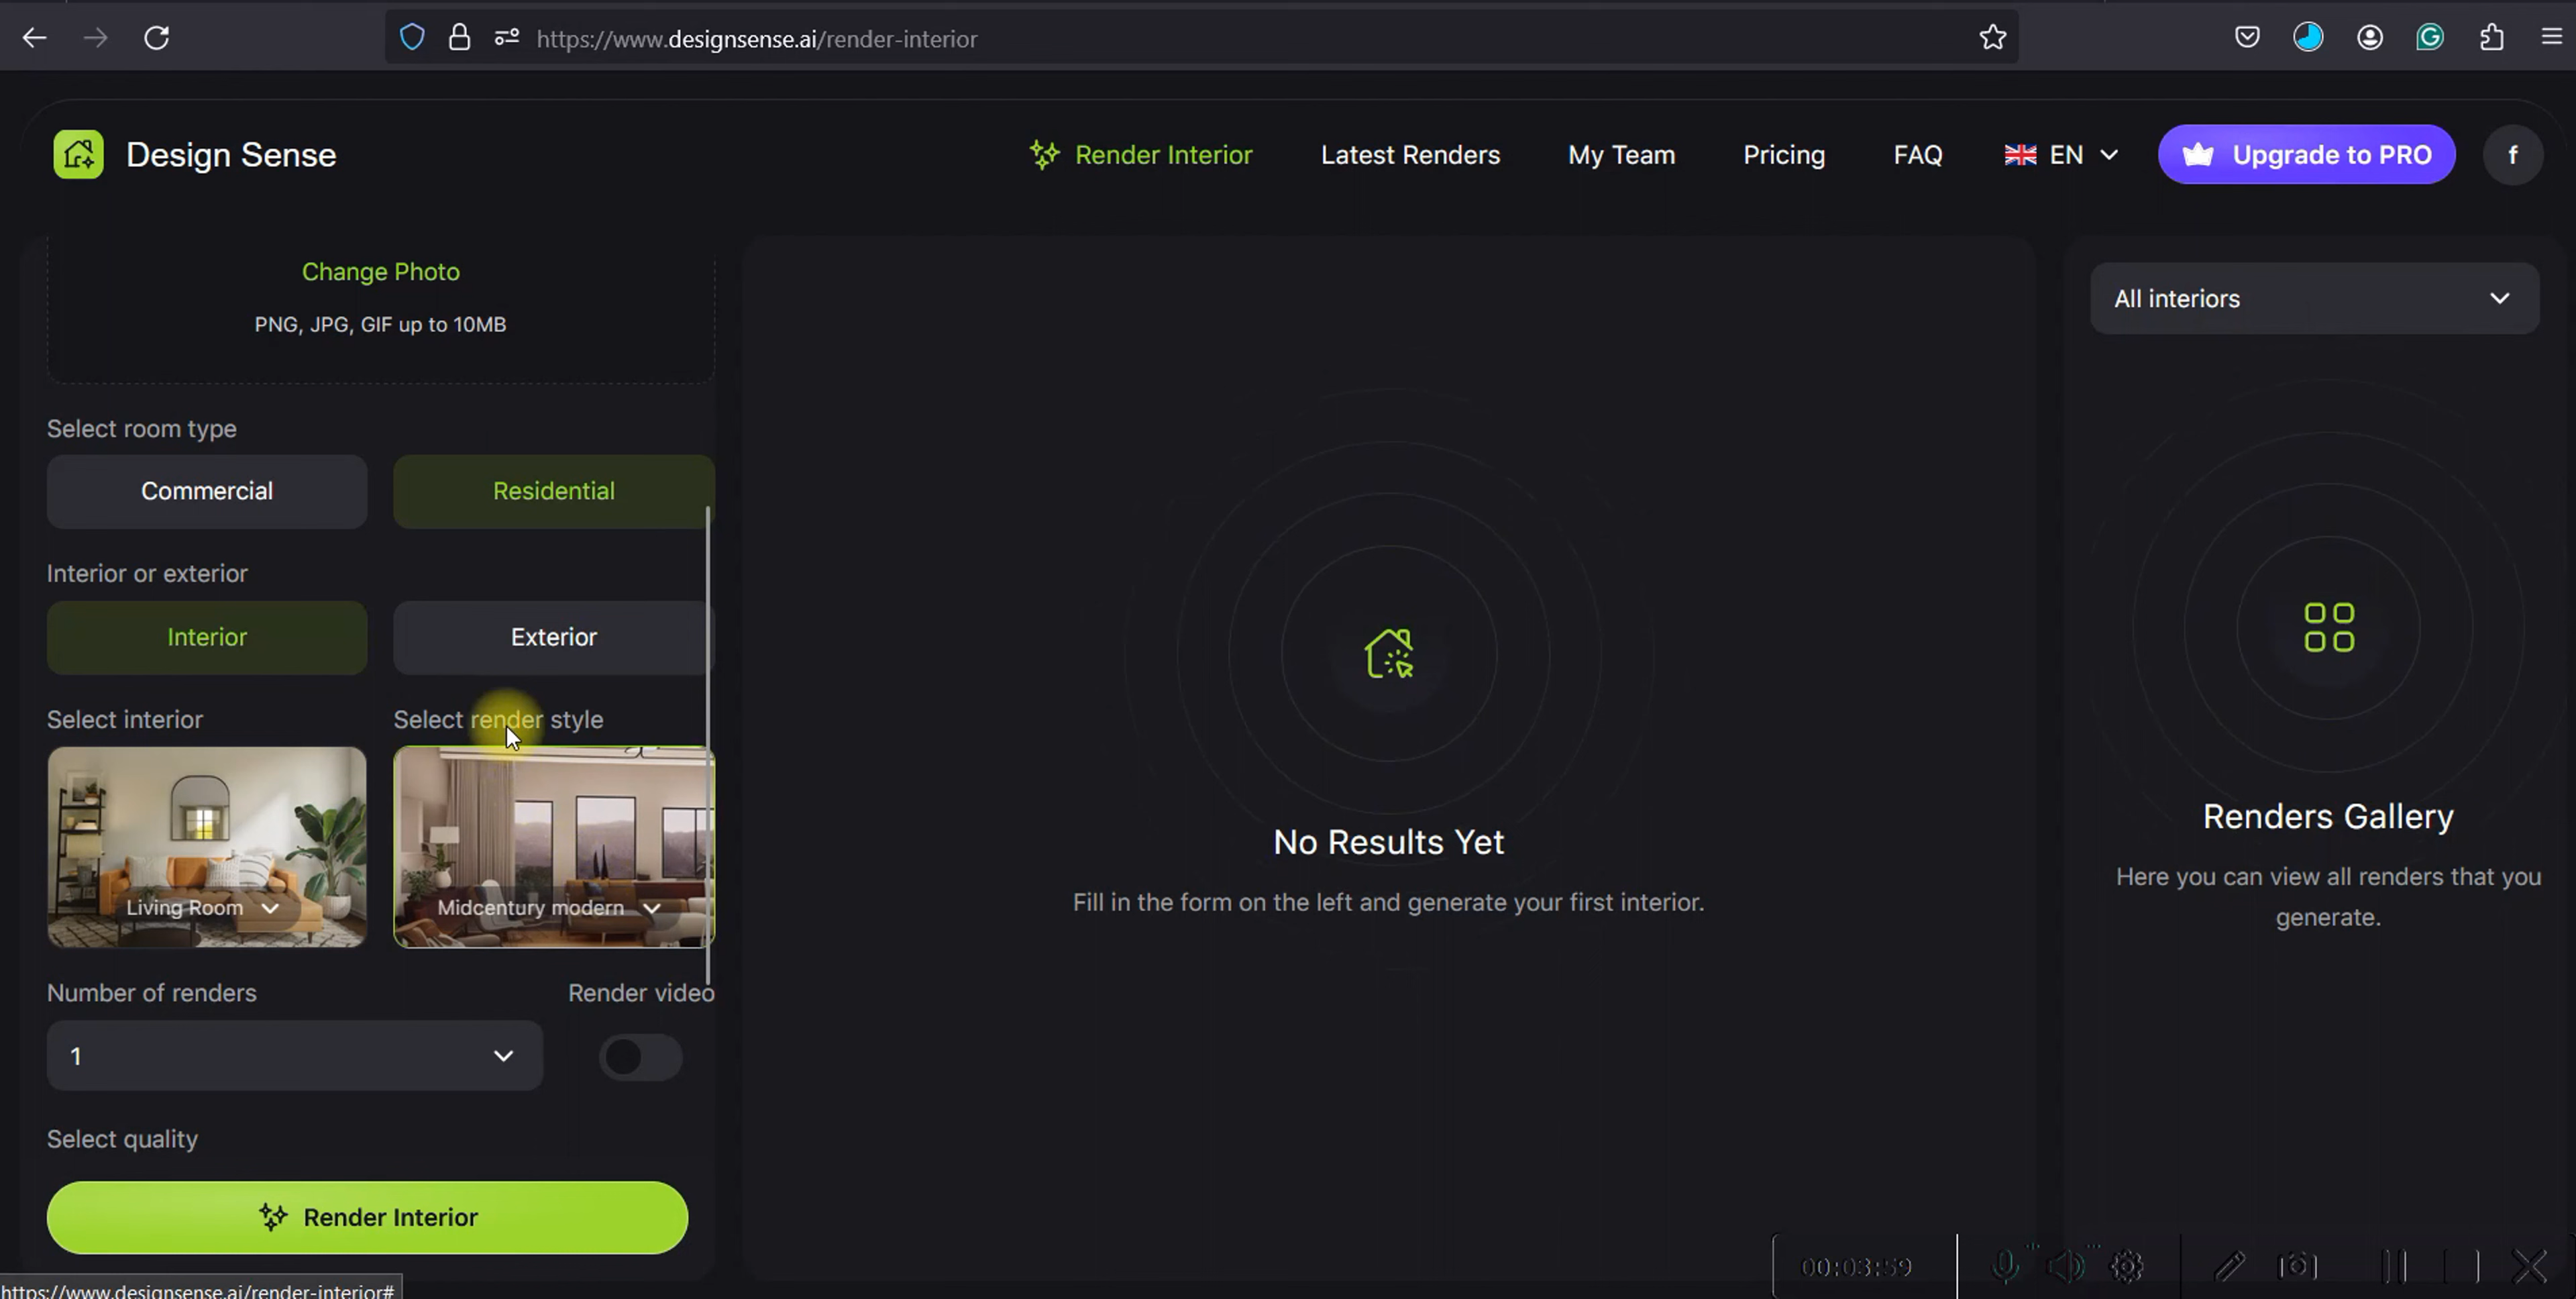 https://www.designsense.ai/render-interior
Design Sense
Render Interior
Latest Renders
My Team
Pricing
FAQ
EN
Upgrade to PRO
f
Change Photo
PNG, JPG, GIF up to 10MB
Select room type
Commercial
Residential
Interior or exterior
Interior
Exterior
Select interior
Select render style
Living Room
Midcentury modern
Number of renders
Render video
1
Select quality
Render Interior
No Results Yet
Fill in the form on the left and generate your first interior.
All interiors
Renders Gallery
Here you can view all renders that you
generate.
00:03:59
https://www.designsense.ai/render-interior#